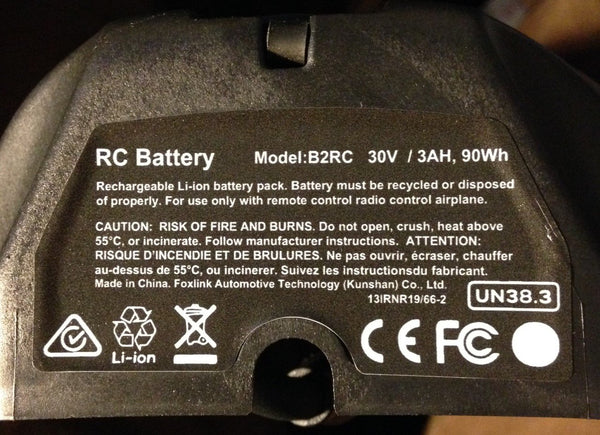 RC Battery Model:B2RC 30V / 3AH, 90Wh
Rechargeable Li-ion battery pack. Battery must be recycled or disposed
of properly. For use only with remote control radio control airplane.
CAUTION: RISK OF FIRE AND BURNS. Do not open, crush, heat above
55°C, or incinerate. Follow manufacturer instructions. ATTENTION:
RISQUE D'INCENDIE ET DE BRULURES. Ne pas ouvrir, écraser, chauffer
au-dessus de 55°C, ou incinerer. Suivez les instructionsdu fabricant.
Made in China. Foxlink Automotive Technology (Kunshan) Co., Ltd.
13IRNR19/66-2
UN38.3
Li-ion
CE FC